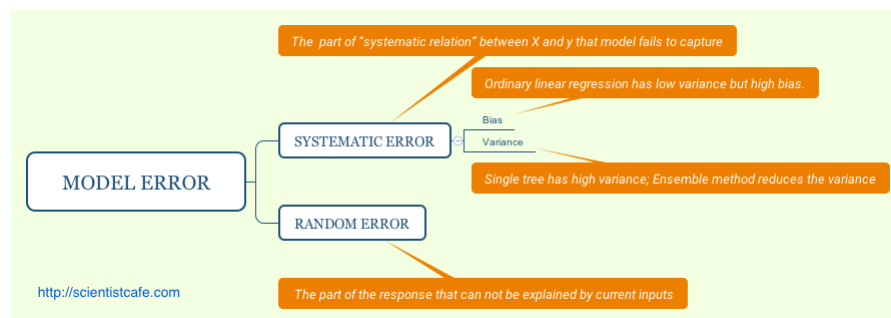 The part of “systematic relation” between X and y that model fails to capture
Ordinary linear regression has low variance but high bias.
Bias
SYSTEMATIC ERROR
Variance
MODEL ERROR
Single tree has high variance; Ensemble method reduces the variance
RANDOM ERROR
http://scientistcafe.com
The part of the response that can not be explained by current inputs